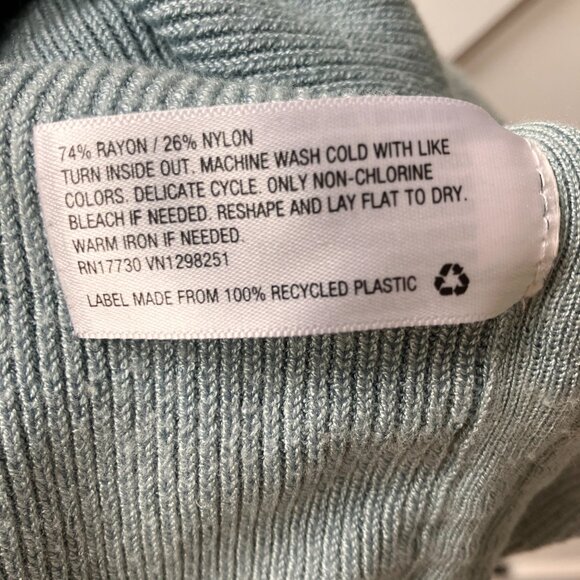 74% RAYON / 26% NYLON
TURN INSIDE OUT. MACHINE WASH COLD WITH LIKE
COLORS. DELICATE CYCLE. ONLY NON-CHLORINE
BLEACH IF NEEDED. RESHAPE AND LAY FLAT TO DRY.
WARM IRON IF NEEDED.
RN17730 VN1298251
LABEL MADE FROM 100% RECYCLED PLASTIC